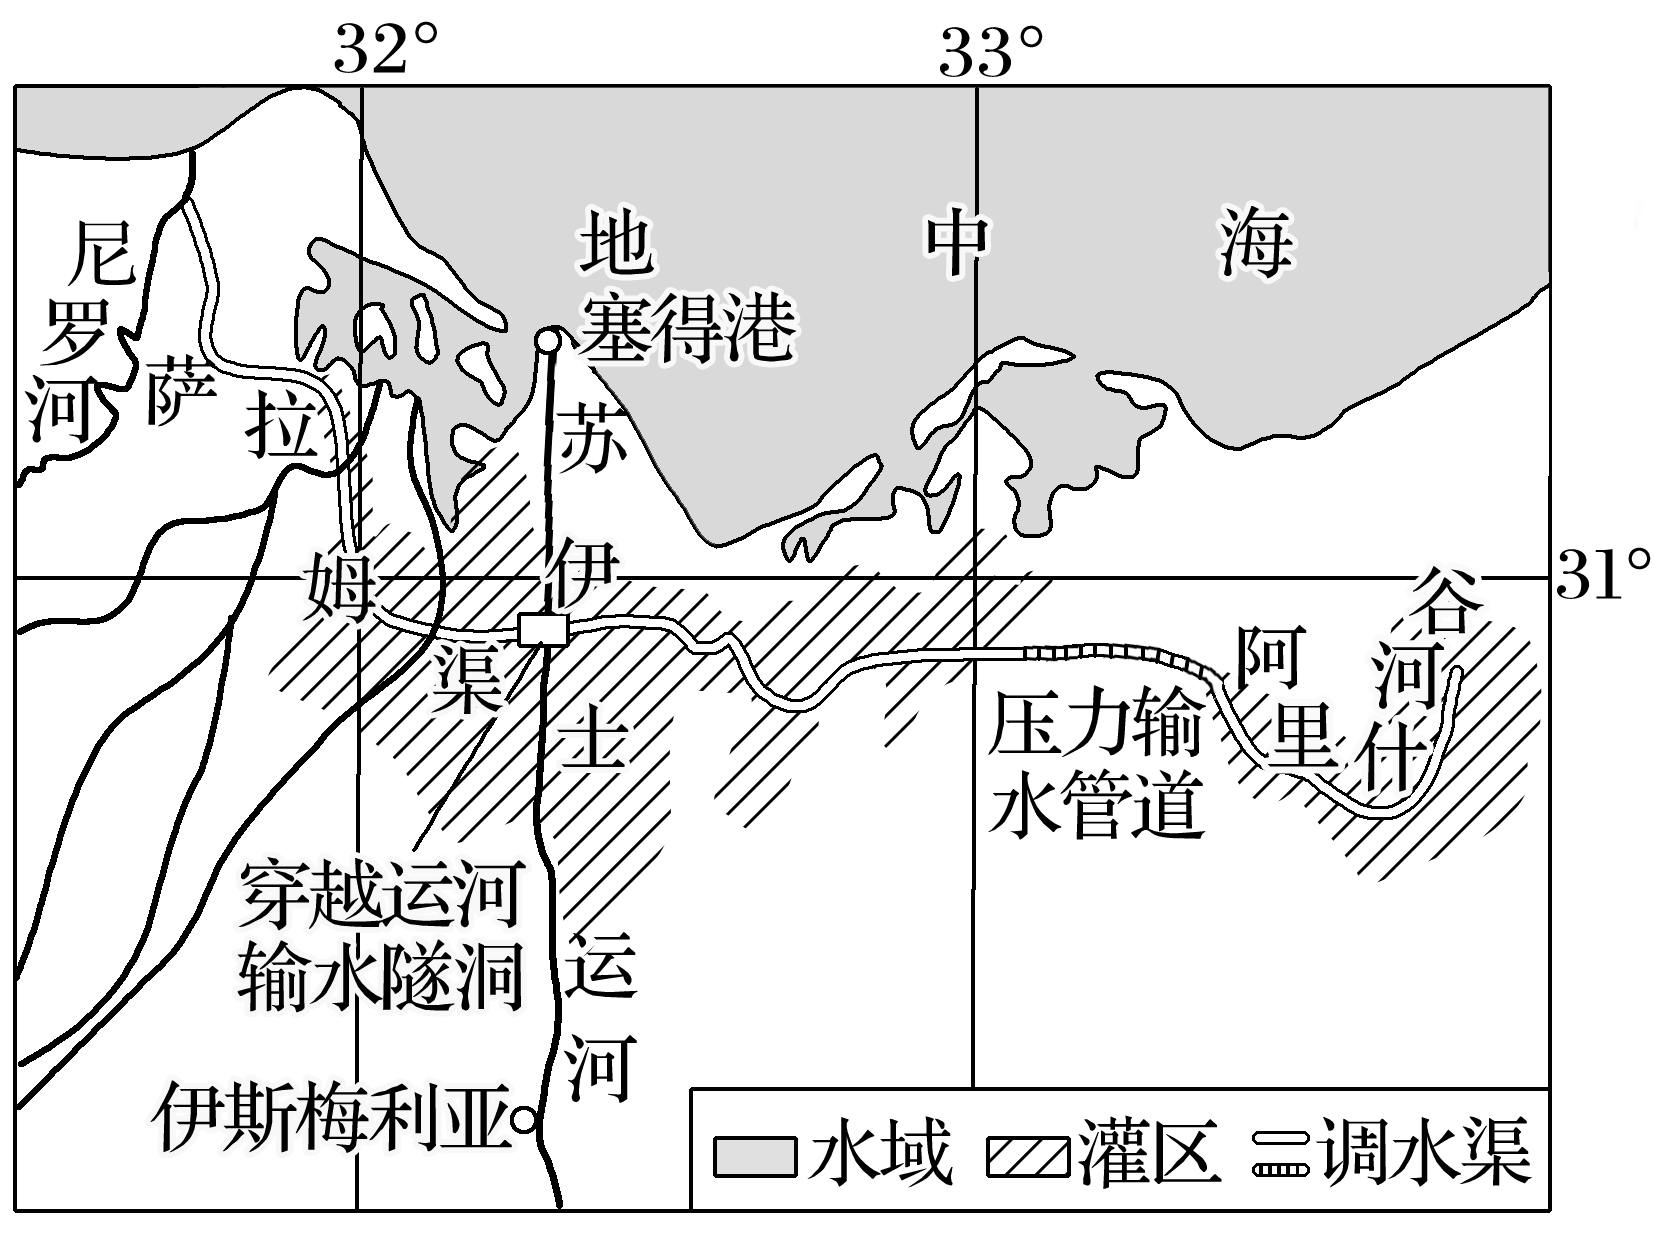 32°
33°
尼罗河
地中海
塞得港
萨拉姆渠
苏伊士运河
31°
阿里什河谷
压力输
水管道
穿越运河
输水隧洞
伊斯梅利亚
水域
灌区
调水渠